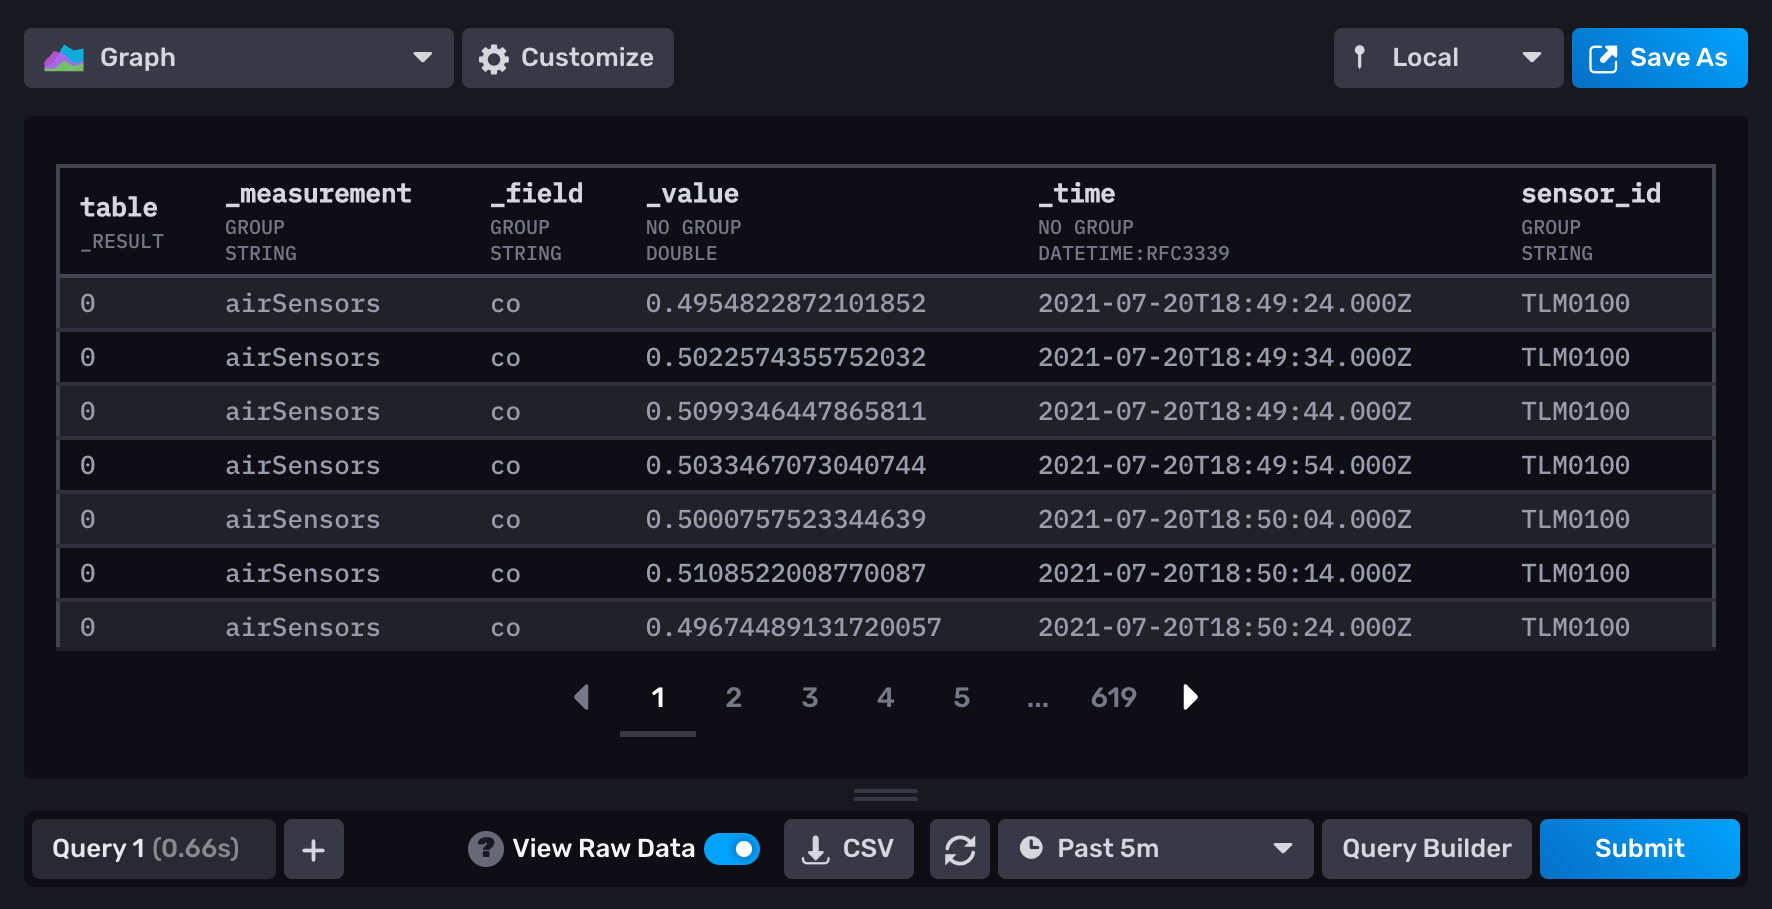 Graph Customize Local Save As
table _measurement _field _value _time sensor_id
_RESULT GROUP GROUP NO GROUP NO GROUP GROUP
STRING STRING DOUBLE DATETIME:RFC3339 STRING
0 airSensors co 0.4954822872101852 2021-07-20T18:49:24.000Z TLM0100
0 airSensors co 0.5022574355752032 2021-07-20T18:49:34.000Z TLM0100
0 airSensors co 0.5099346447865811 2021-07-20T18:49:44.000Z TLM0100
0 airSensors co 0.5033467073040744 2021-07-20T18:49:54.000Z TLM0100
0 airSensors co 0.5000757523344639 2021-07-20T18:50:04.000Z TLM0100
0 airSensors co 0.5108522008770087 2021-07-20T18:50:14.000Z TLM0100
0 airSensors co 0.49674489131720057 2021-07-20T18:50:24.000Z TLM0100
1 2 3 4 5 ... 619
Query 1 (0.66s) + ? View Raw Data CSV Past 5m Query Builder Submit